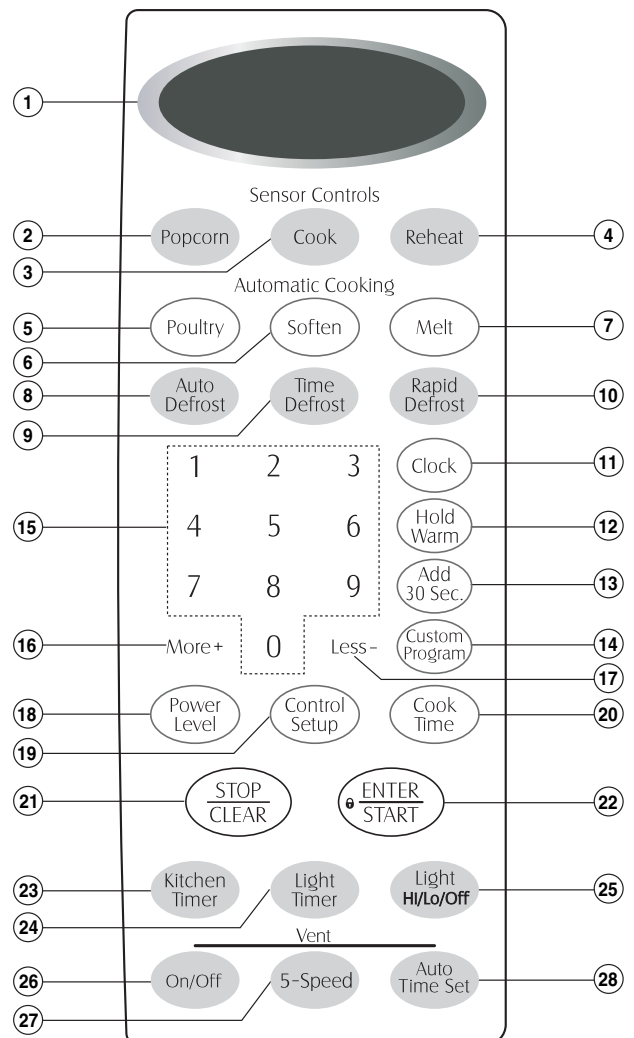 1
Sensor Controls
2 Popcorn Cook Reheat 4
3
Automatic Cooking
5 Poultry Soften Melt 7
6
8 Auto Defrost Time Defrost Rapid Defrost 10
9
1 2 3 Clock 11
15 4 5 6 Hold Warm 12
7 8 9 Add 30 Sec. 13
16 More+ 0 Less- Custom Program 14
17
18 Power Level Control Setup Cook Time 20
19
21 STOP CLEAR ENTER START 22
23 Kitchen Timer Light Timer Light Hi/Lo/Off 25
24
Vent
26 On/Off 5-Speed Auto Time Set 28
27